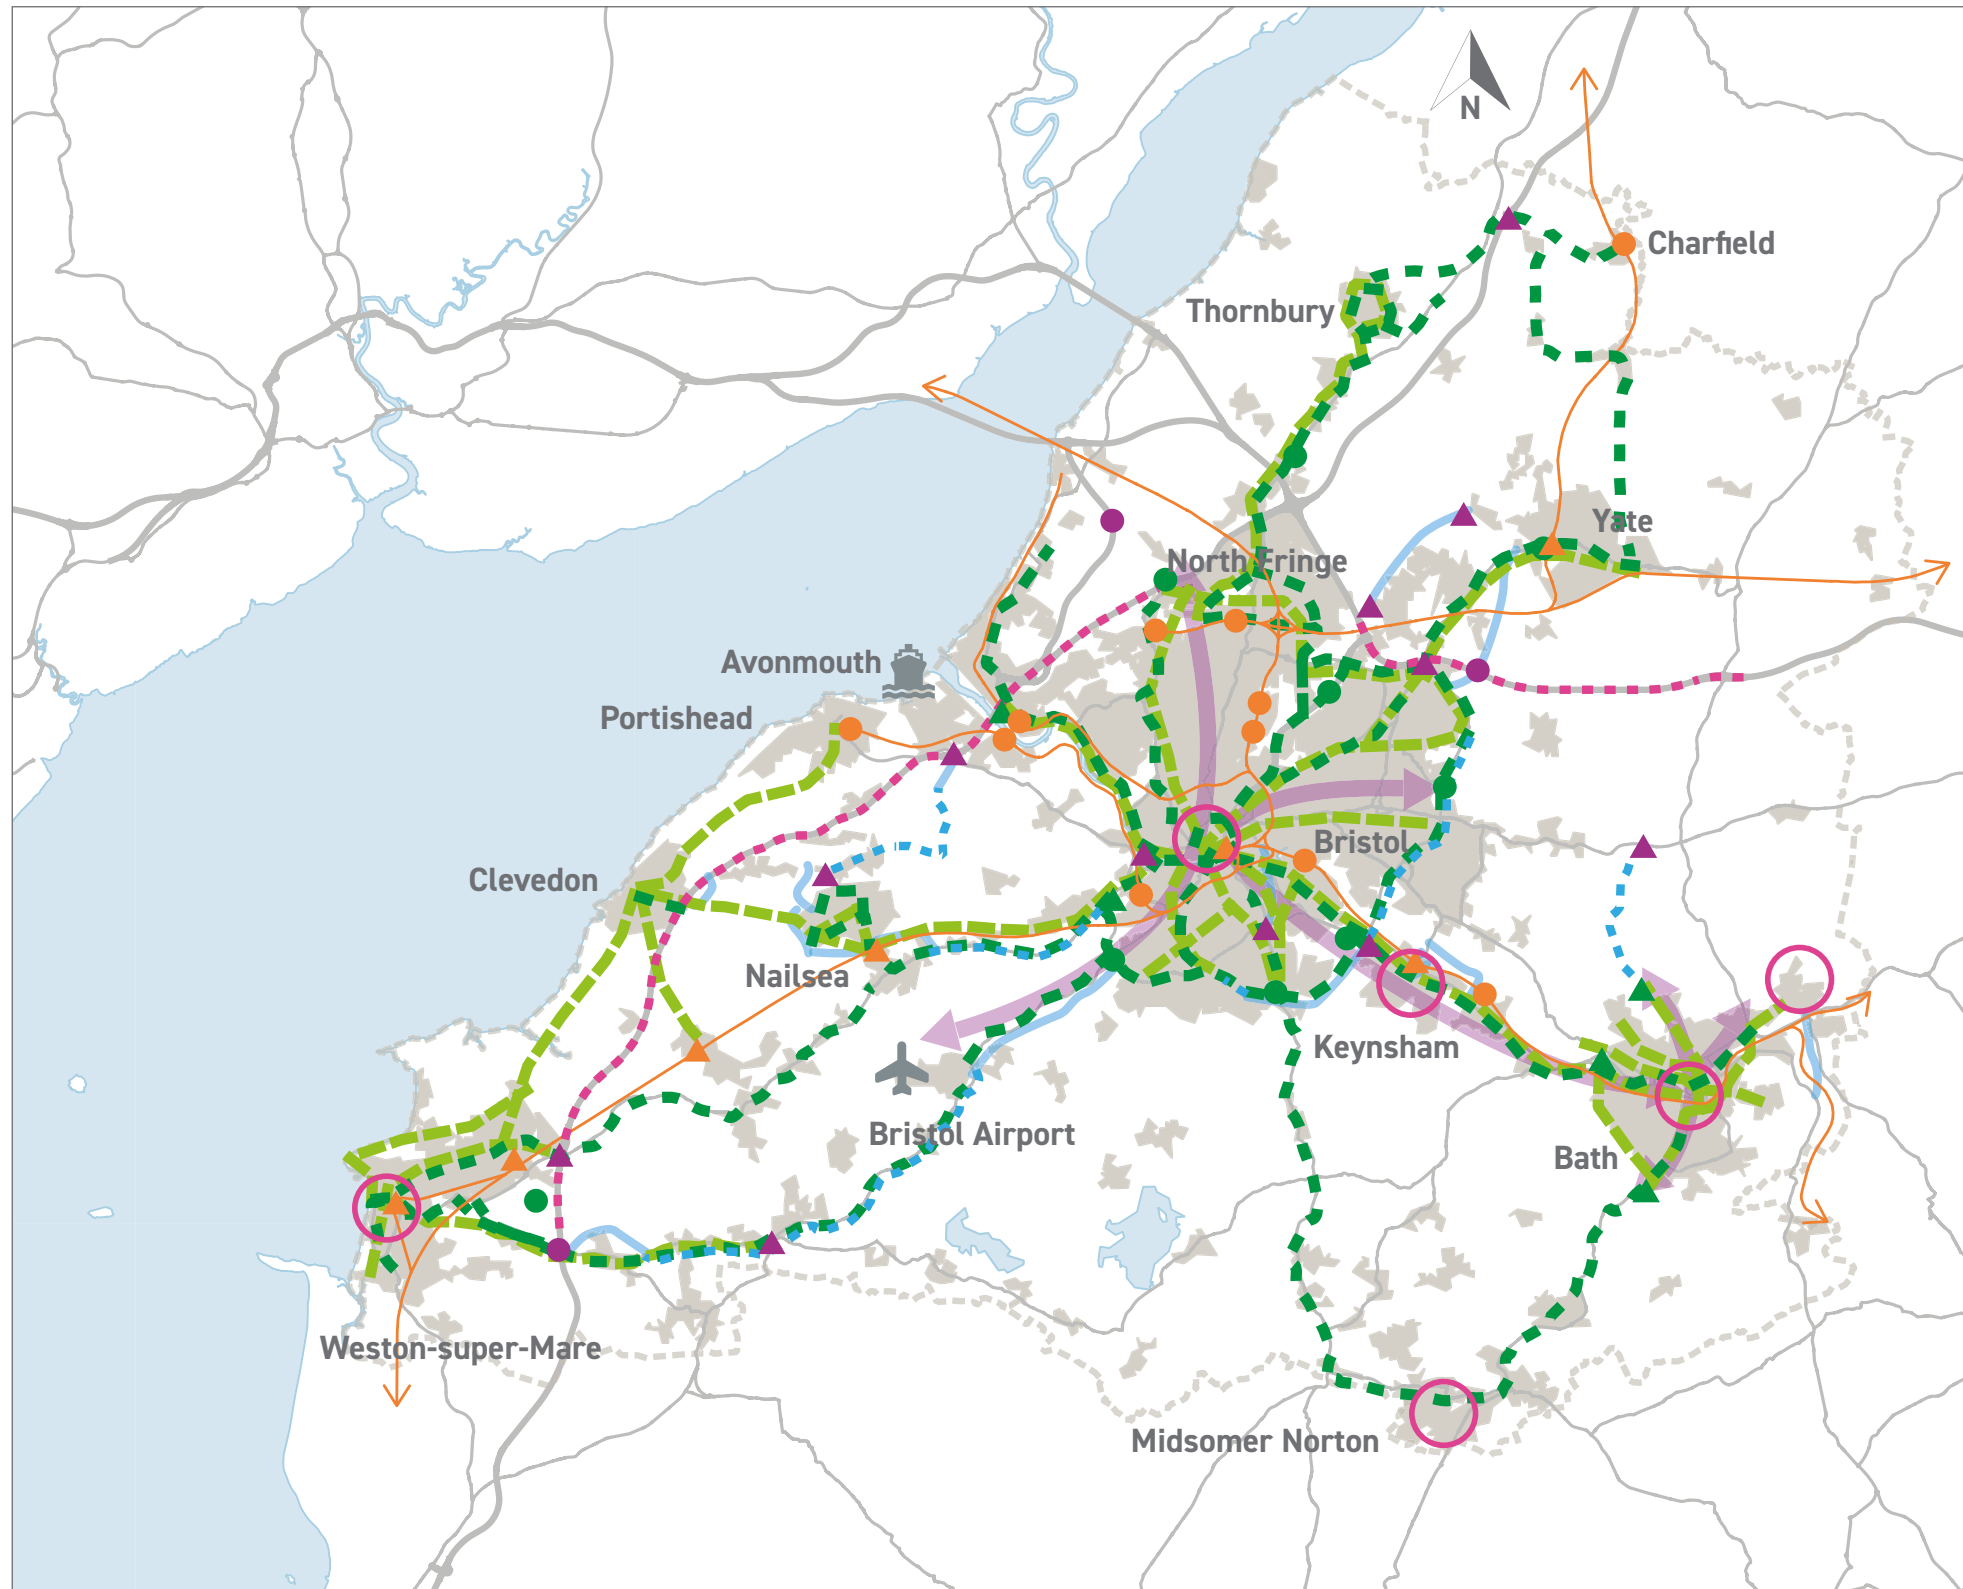 N
Charfield
Thornbury
Yate
North Fringe
Avonmouth
Portishead
Bristol
Clevedon
Nailsea
Keynsham
Bristol Airport
Bath
Weston-super-Mare
Midsomer Norton